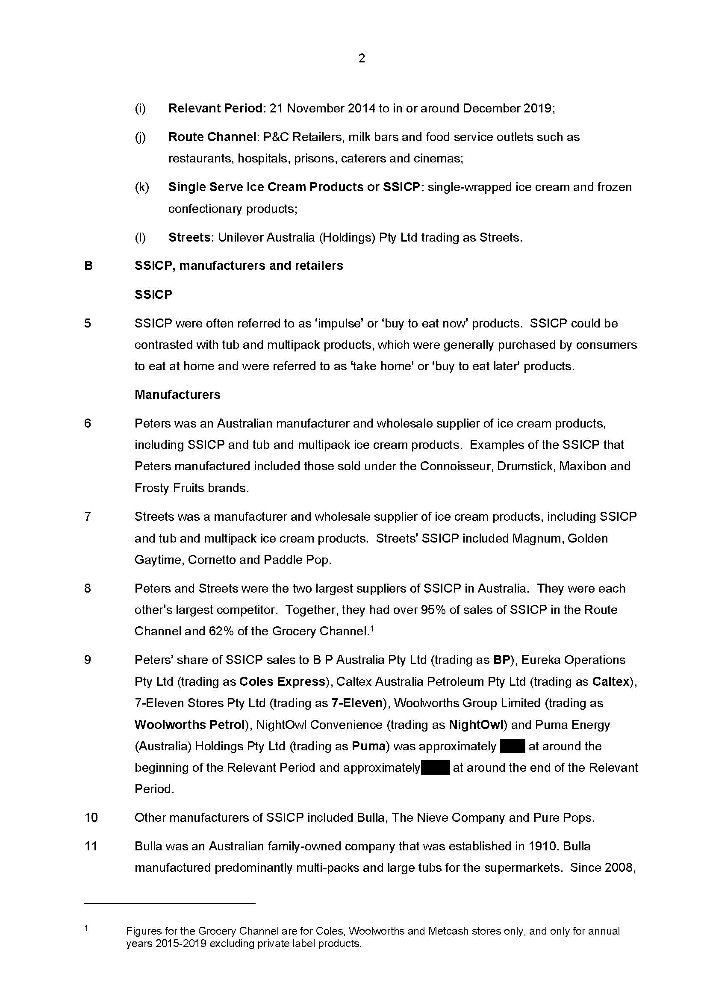 2
(i) Relevant Period: 21 November 2014 to in or around December 2019;
(j) Route Channel: P&C Retailers, milk bars and food service outlets such as
restaurants, hospitals, prisons, caterers and cinemas;
(k) Single Serve Ice Cream Products or SSICP: single-wrapped ice cream and frozen
confectionary products;
(l) Streets: Unilever Australia (Holdings) Pty Ltd trading as Streets.
B SSICP, manufacturers and retailers
SSICP
5 SSICP were often referred to as ‘impulse’ or ‘buy to eat now’ products.  SSICP could be
contrasted with tub and multipack products, which were generally purchased by consumers
to eat at home and were referred to as ‘take home’ or ‘buy to eat later’ products.
Manufacturers
6 Peters was an Australian manufacturer and wholesale supplier of ice cream products,
including SSICP and tub and multipack ice cream products.  Examples of the SSICP that
Peters manufactured included those sold under the Connoisseur, Drumstick, Maxibon and
Frosty Fruits brands.
7 Streets was a manufacturer and wholesale supplier of ice cream products, including SSICP
and tub and multipack ice cream products.  Streets’ SSICP included Magnum, Golden
Gaytime, Cornetto and Paddle Pop.
8 Peters and Streets were the two largest suppliers of SSICP in Australia.  They were each
other’s largest competitor.  Together, they had over 95% of sales of SSICP in the Route
Channel and 62% of the Grocery Channel.1
9 Peters’ share of SSICP sales to B P Australia Pty Ltd (trading as BP), Eureka Operations
Pty Ltd (trading as Coles Express), Caltex Australia Petroleum Pty Ltd (trading as Caltex),
7-Eleven Stores Pty Ltd (trading as 7-Eleven), Woolworths Group Limited (trading as
Woolworths Petrol), NightOwl Convenience (trading as NightOwl) and Puma Energy
(Australia) Holdings Pty Ltd (trading as Puma) was approximately at around the
beginning of the Relevant Period and approximately at around the end of the Relevant
Period.
10 Other manufacturers of SSICP included Bulla, The Nieve Company and Pure Pops.
11 Bulla was an Australian family-owned company that was established in 1910. Bulla
manufactured predominantly multi-packs and large tubs for the supermarkets.  Since 2008,
1 Figures for the Grocery Channel are for Coles, Woolworths and Metcash stores only, and only for annual
years 2015-2019 excluding private label products.